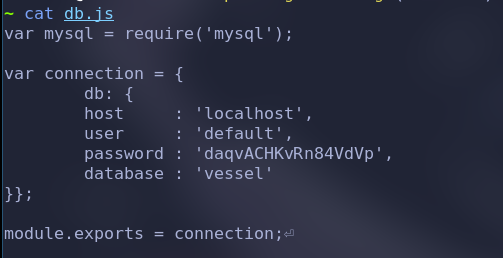 ~ cat db.js
var mysql = require('mysql');
var connection = {
db: {
host : 'localhost',
user : 'default',
password : 'daqvACHKvRn84VdVp',
database : 'vessel'
}};
module.exports = connection;⏎